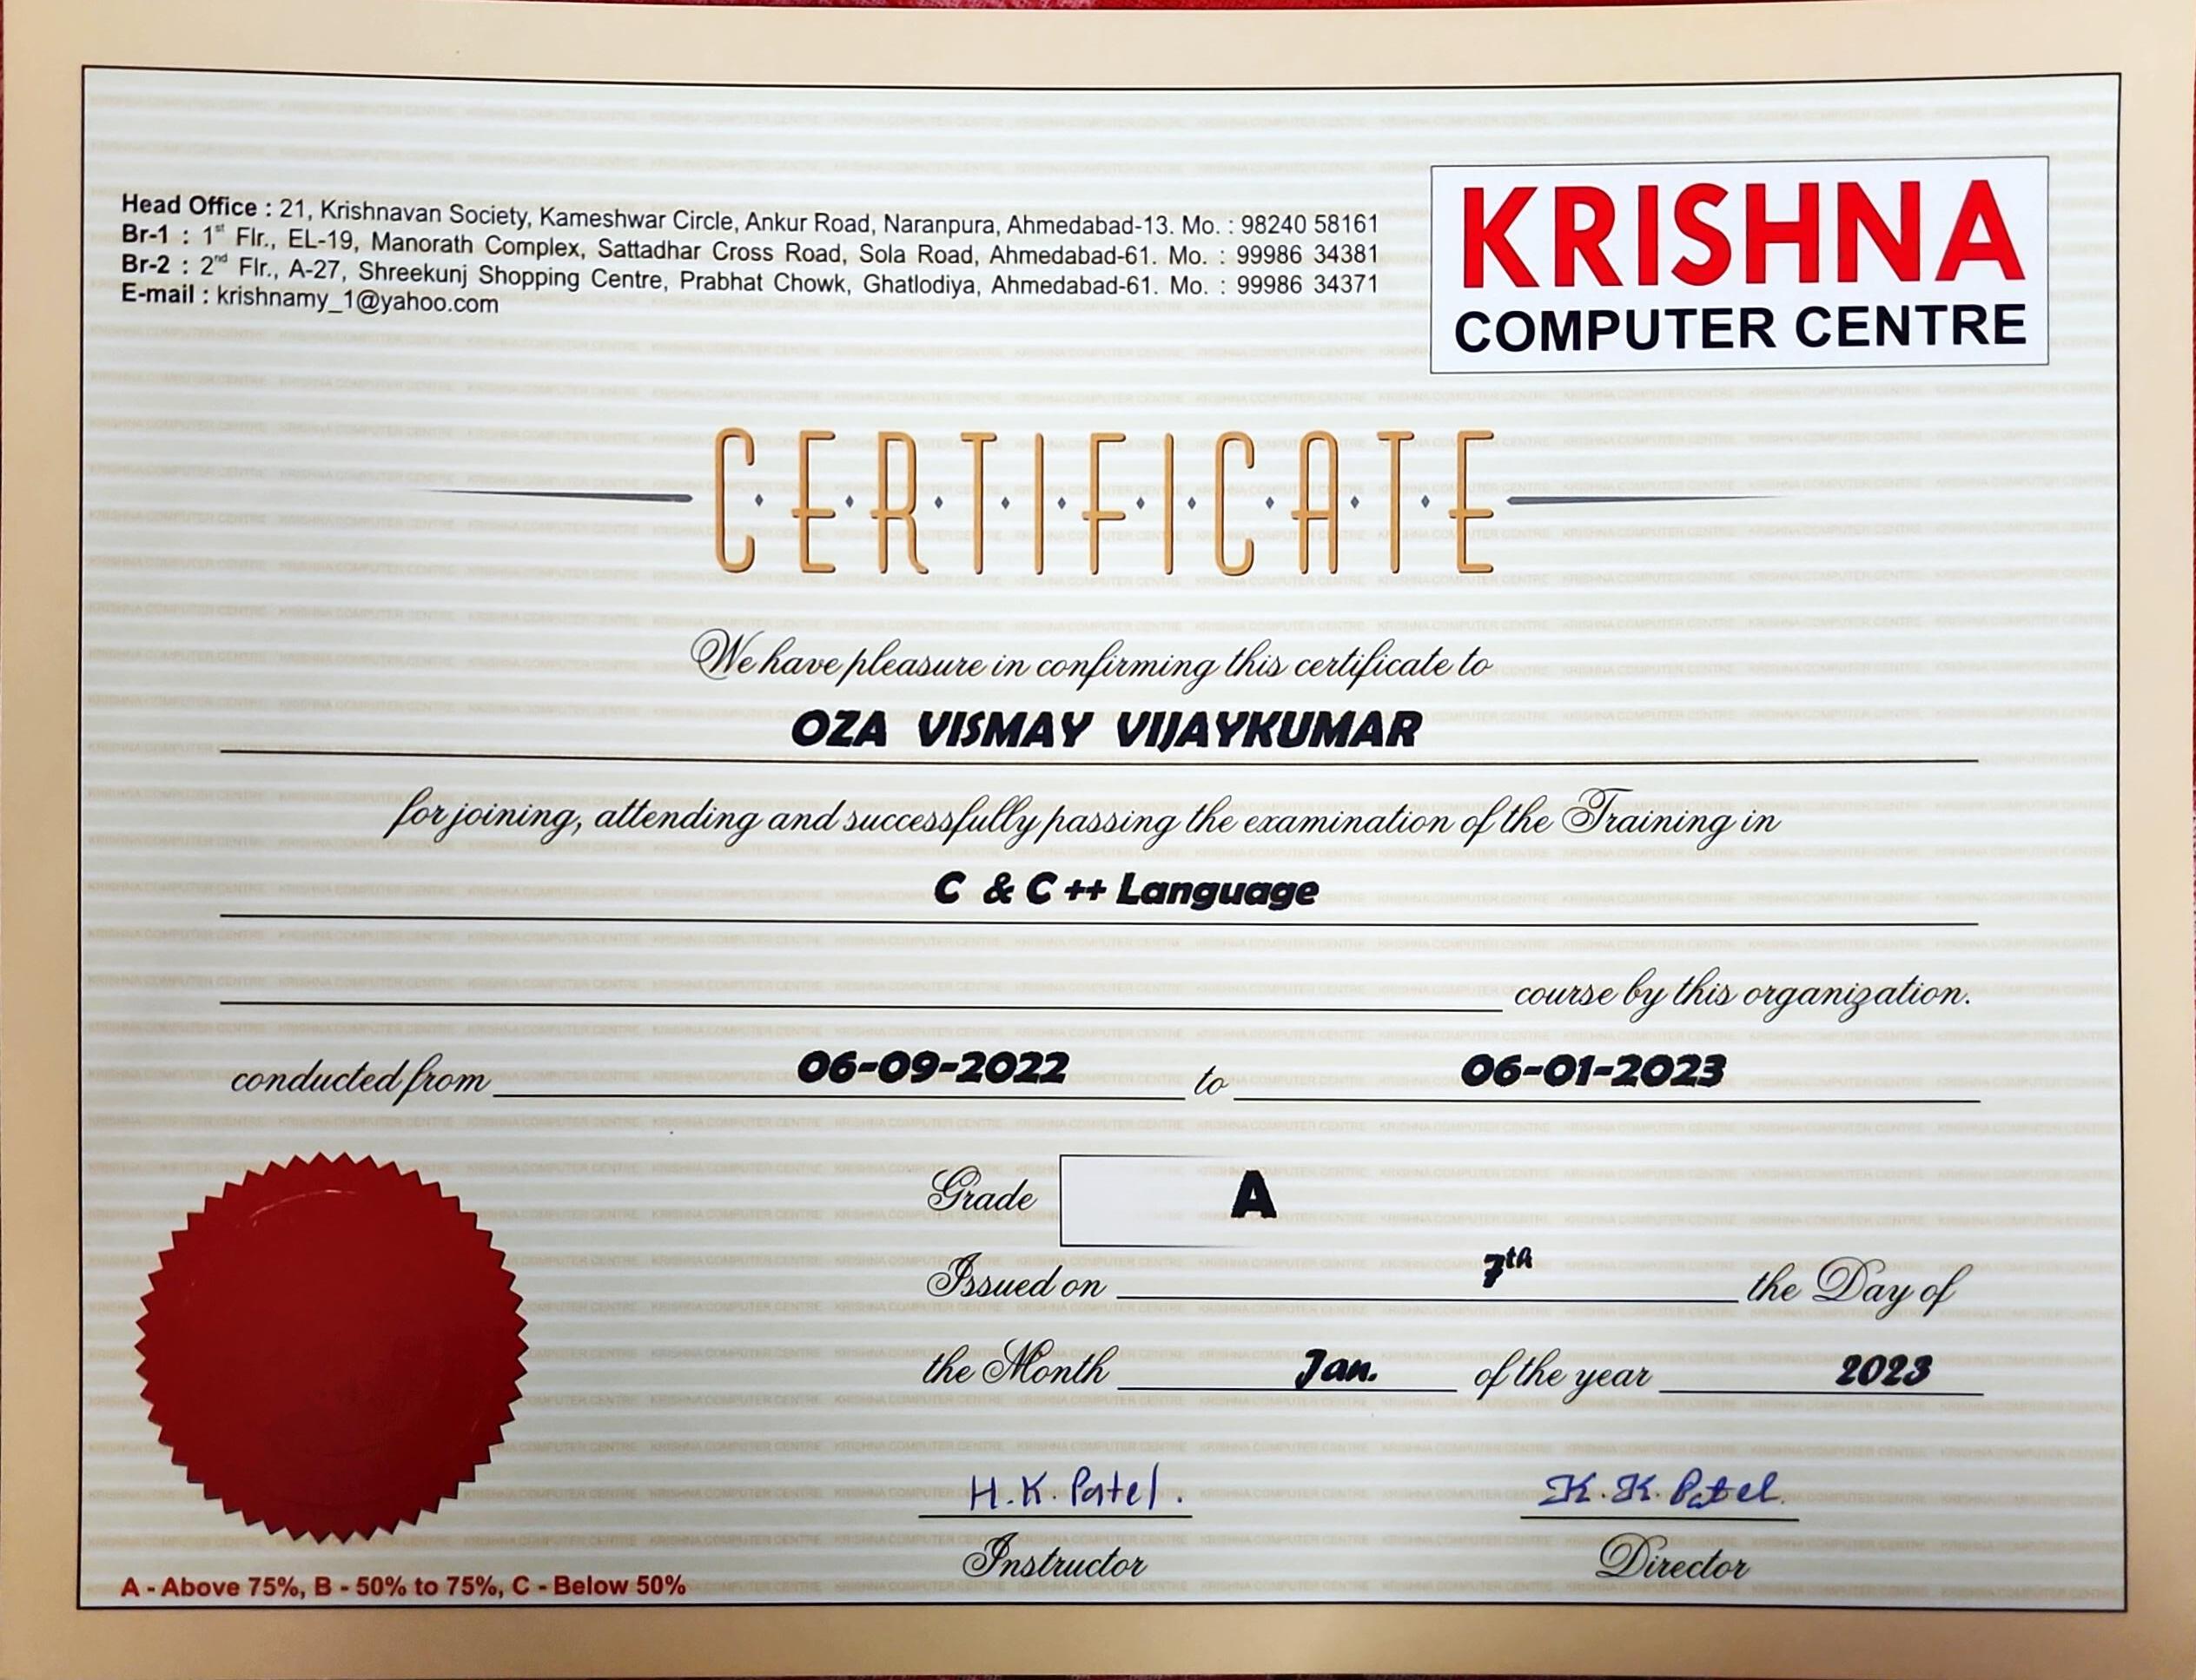 Head Office : 21, Krishnavan Society, Kameshwar Circle, Ankur Road, Naranpura, Ahmedabad-13. Mo. : 98240 58161
Br-1 : 1st Flr., EL-19, Manorath Complex, Sattadhar Cross Road, Sola Road, Ahmedabad-61. Mo. : 99986 34381
Br-2 : 2nd Flr., A-27, Shreekunj Shopping Centre, Prabhat Chowk, Ghatlodiya, Ahmedabad-61. Mo. : 99986 34371
E-mail : krishnamy_1@yahoo.com
KRISHNA
COMPUTER CENTRE
CERTIFICATE
We have pleasure in confirming this certificate to
OZA VISMAY VIJAYKUMAR
for joining, attending and successfully passing the examination of the Training in
C & C ++ Language
course by this organization.
conducted from 06-09-2022 to 06-01-2023
Grade A
Issued on 7th the Day of
the Month Jan. of the year 2023
H.K. Patel.
K.K. Patel.
Instructor
Director
A - Above 75%, B - 50% to 75%, C - Below 50%